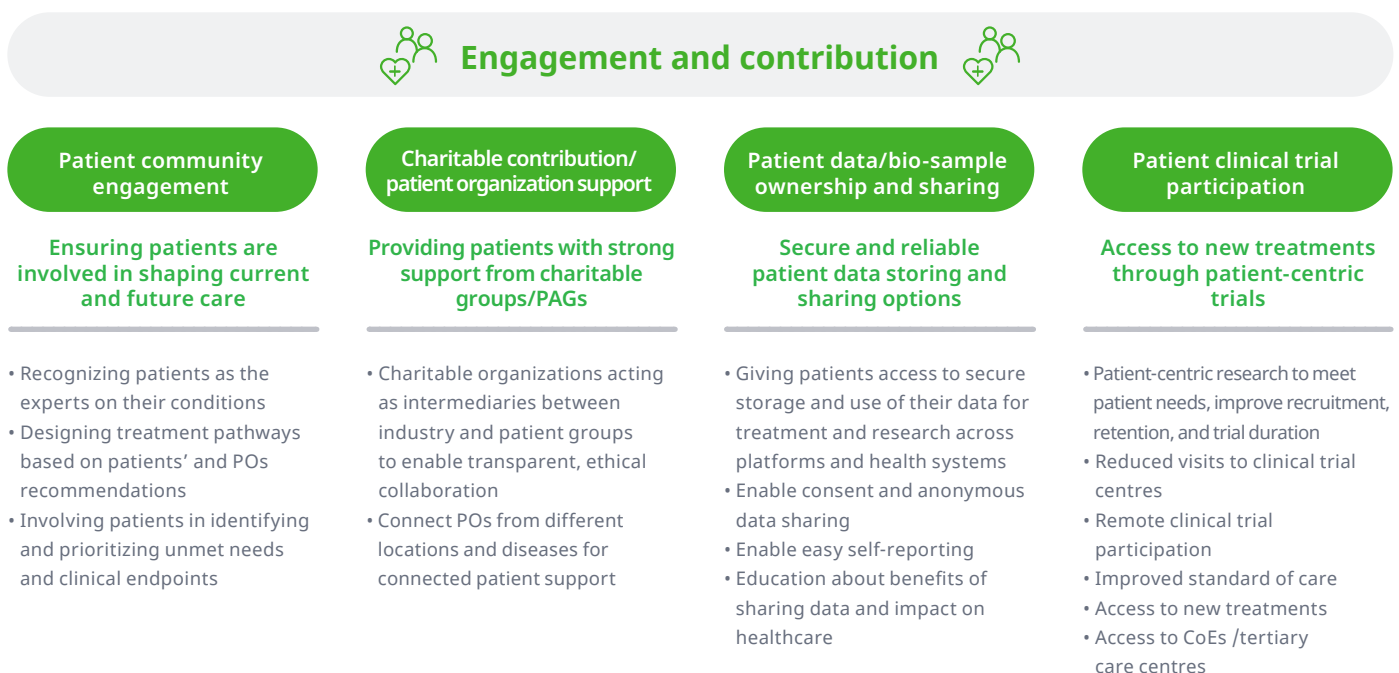 Engagement and contribution
Patient community
engagement
Ensuring patients are
involved in shaping current
and future care
• Recognizing patients as the
experts on their conditions
• Designing treatment pathways
based on patients’ and POs
recommendations
• Involving patients in identifying
and prioritizing unmet needs
and clinical endpoints
Charitable contribution/
patient organization support
Providing patients with strong
support from charitable
groups/PAGs
• Charitable organizations acting
as intermediaries between
industry and patient groups
to enable transparent, ethical
collaboration
• Connect POs from different
locations and diseases for
connected patient support
Patient data/bio-sample
ownership and sharing
Secure and reliable
patient data storing and
sharing options
• Giving patients access to secure
storage and use of their data for
treatment and research across
platforms and health systems
• Enable consent and anonymous
data sharing
• Enable easy self-reporting
• Education about benefits of
sharing data and impact on
healthcare
Patient clinical trial
participation
Access to new treatments
through patient-centric
trials
• Patient-centric research to meet
patient needs, improve recruitment,
retention, and trial duration
• Reduced visits to clinical trial
centres
• Remote clinical trial
participation
• Improved standard of care
• Access to new treatments
• Access to CoEs /tertiary
care centres